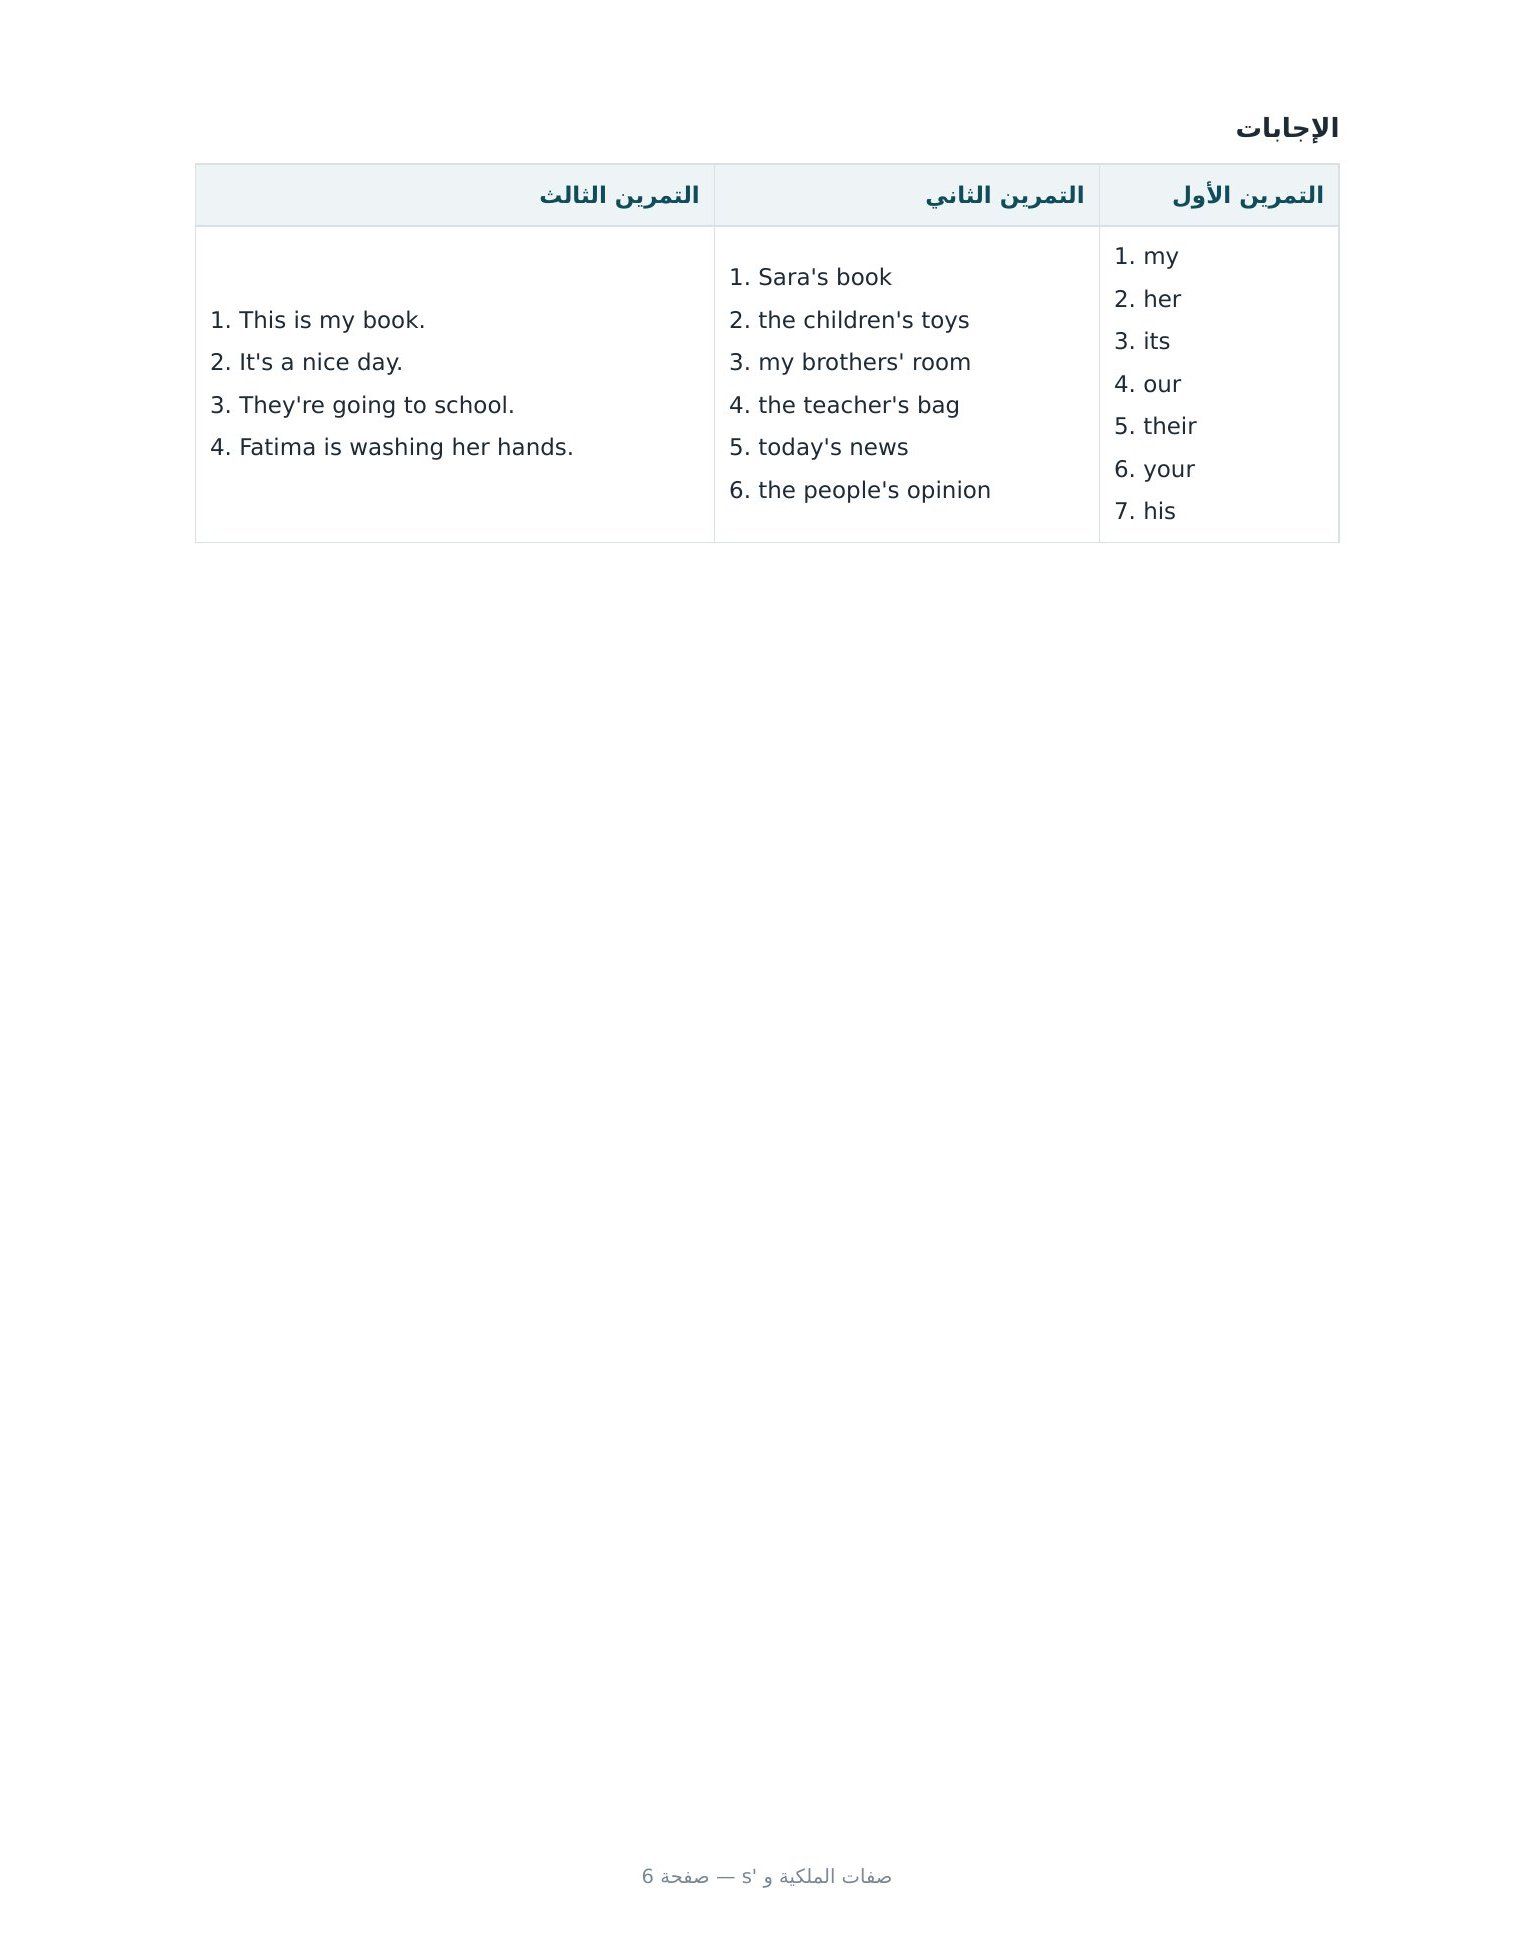 الإجابات
التمرين الأول
التمرين الثاني
التمرين الثالث
1. my
2. her
3. its
4. our
5. their
6. your
7. his
1. Sara's book
2. the children's toys
3. my brothers' room
4. the teacher's bag
5. today's news
6. the people's opinion
1. This is my book.
2. It's a nice day.
3. They're going to school.
4. Fatima is washing her hands.
صفات الملكية و 's — صفحة 6